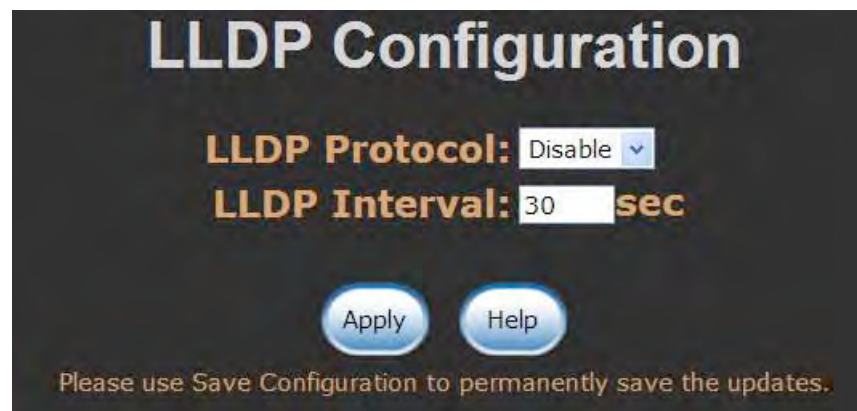 LLDP Configuration
LLDP Protocol: Disable
LLDP Interval: 30 sec
Apply Help
Please use Save Configuration to permanently save the updates.